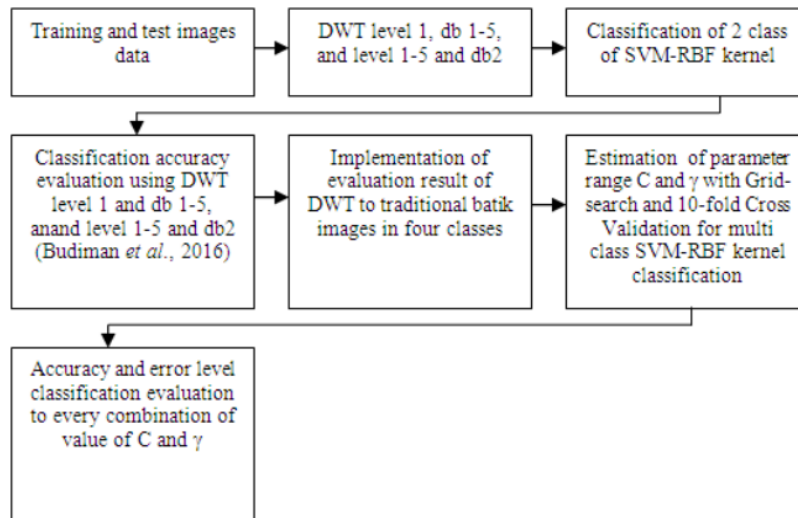 Training and test images
data
DWT level 1, db 1-5,
and level 1-5 and db2
Classification of 2 class
of SVM-RBF kernel
Classification accuracy
evaluation using DWT
level 1 and db 1-5,
anand level 1-5 and db2
(Budiman et al., 2016)
Implementation of
evaluation result of
DWT to traditional batik
images in four classes
Estimation of parameter
range C and γ with Grid-
search and 10-fold Cross
Validation for multi
class SVM-RBF kernel
classification
Accuracy and error level
classification evaluation
to every combination of
value of C and γ